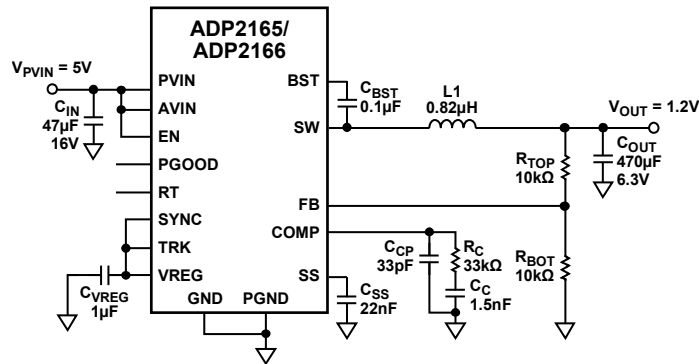 ADP2165/
ADP2166
VPVIN = 5V
CIN
47µF
16V
PVIN
AVIN
EN
PGOOD
RT
SYNC
TRK
VREG
CVREG
1µF
GND
PGND
BST
SW
FB
COMP
SS
CBST
0.1µF
L1
0.82µH
VOUT = 1.2V
COUT
470µF
6.3V
RTOP
10kΩ
RBOT
10kΩ
CCP
33pF
RC
33kΩ
CC
1.5nF
CSS
22nF